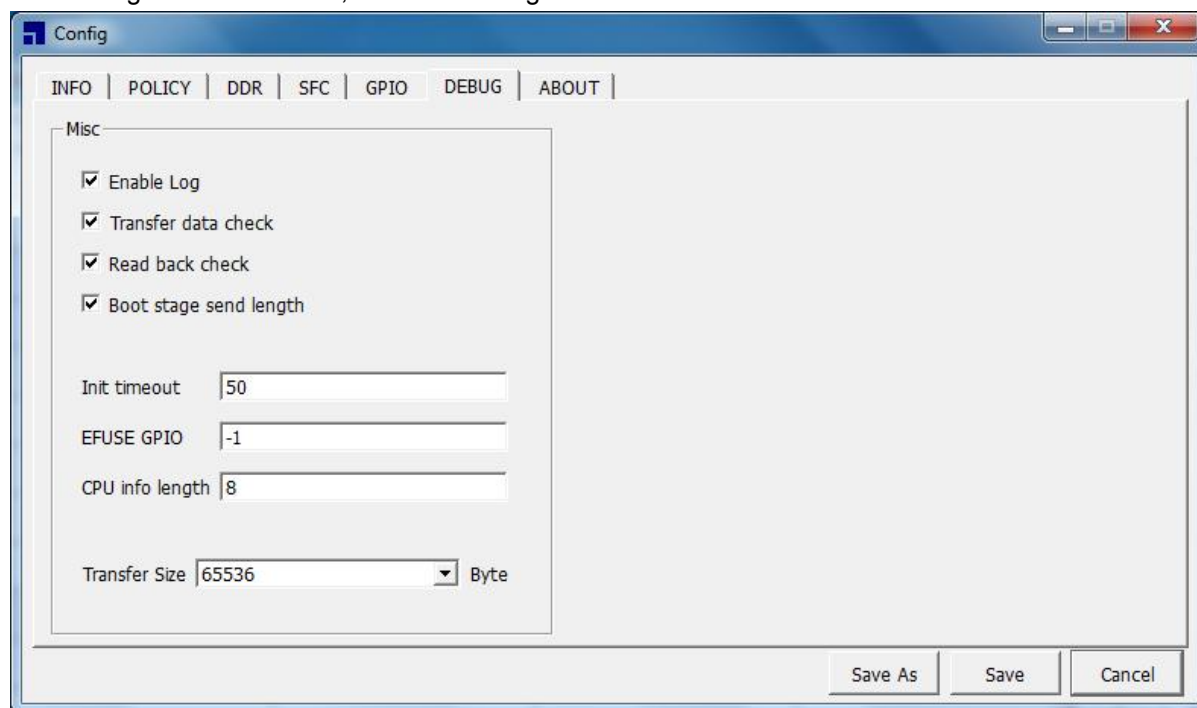 Config
INFO POLICY DDR SFC GPIO DEBUG ABOUT
Misc
Enable Log
Transfer data check
Read back check
Boot stage send length
Init timeout 50
EFUSE GPIO -1
CPU info length 8
Transfer Size 65536 Byte
Save As Save Cancel